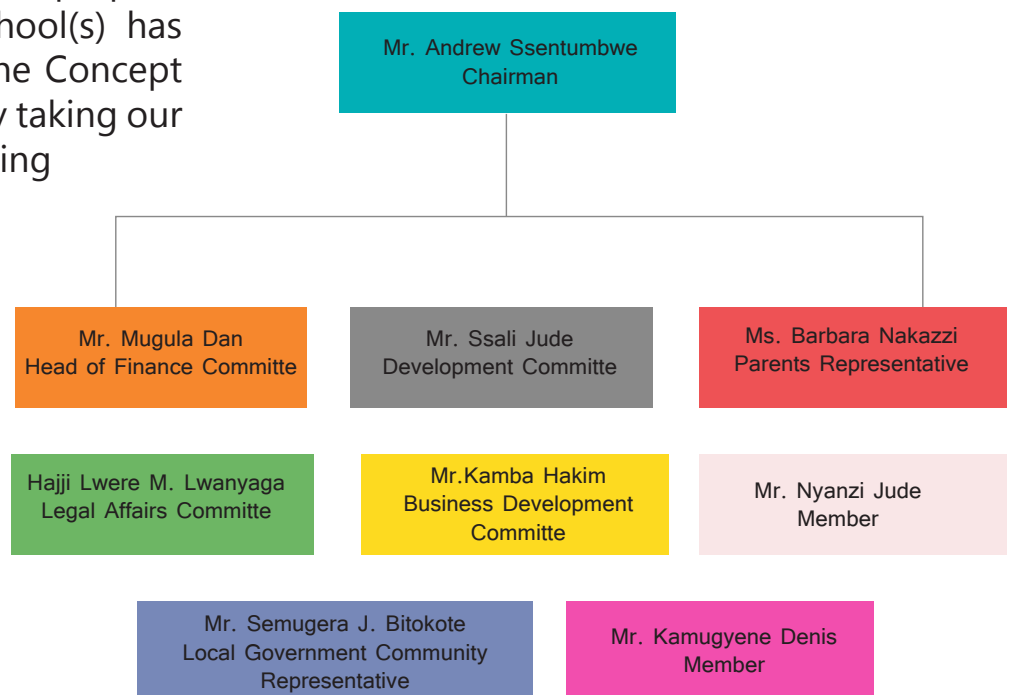 hool(s) has
ne Concept
y taking our
ing
Mr. Andrew Ssentumbwe
Chairman
Mr. Mugula Dan
Head of Finance Committe
Mr. Ssali Jude
Development Committe
Ms. Barbara Nakazzi
Parents Representative
Hajji Lwere M. Lwanyaga
Legal Affairs Committe
Mr.Kamba Hakim
Business Development
Committe
Mr. Nyanzi Jude
Member
Mr. Semugera J. Bitokote
Local Government Community
Representative
Mr. Kamugyene Denis
Member